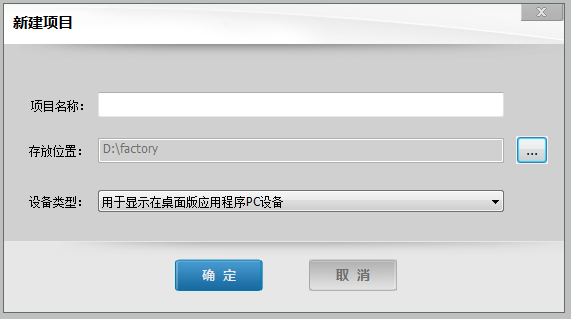 新建项目
项目名称：
存放位置： D:\factory ...
设备类型： 用于显示在桌面版应用程序PC设备
确 定 取 消